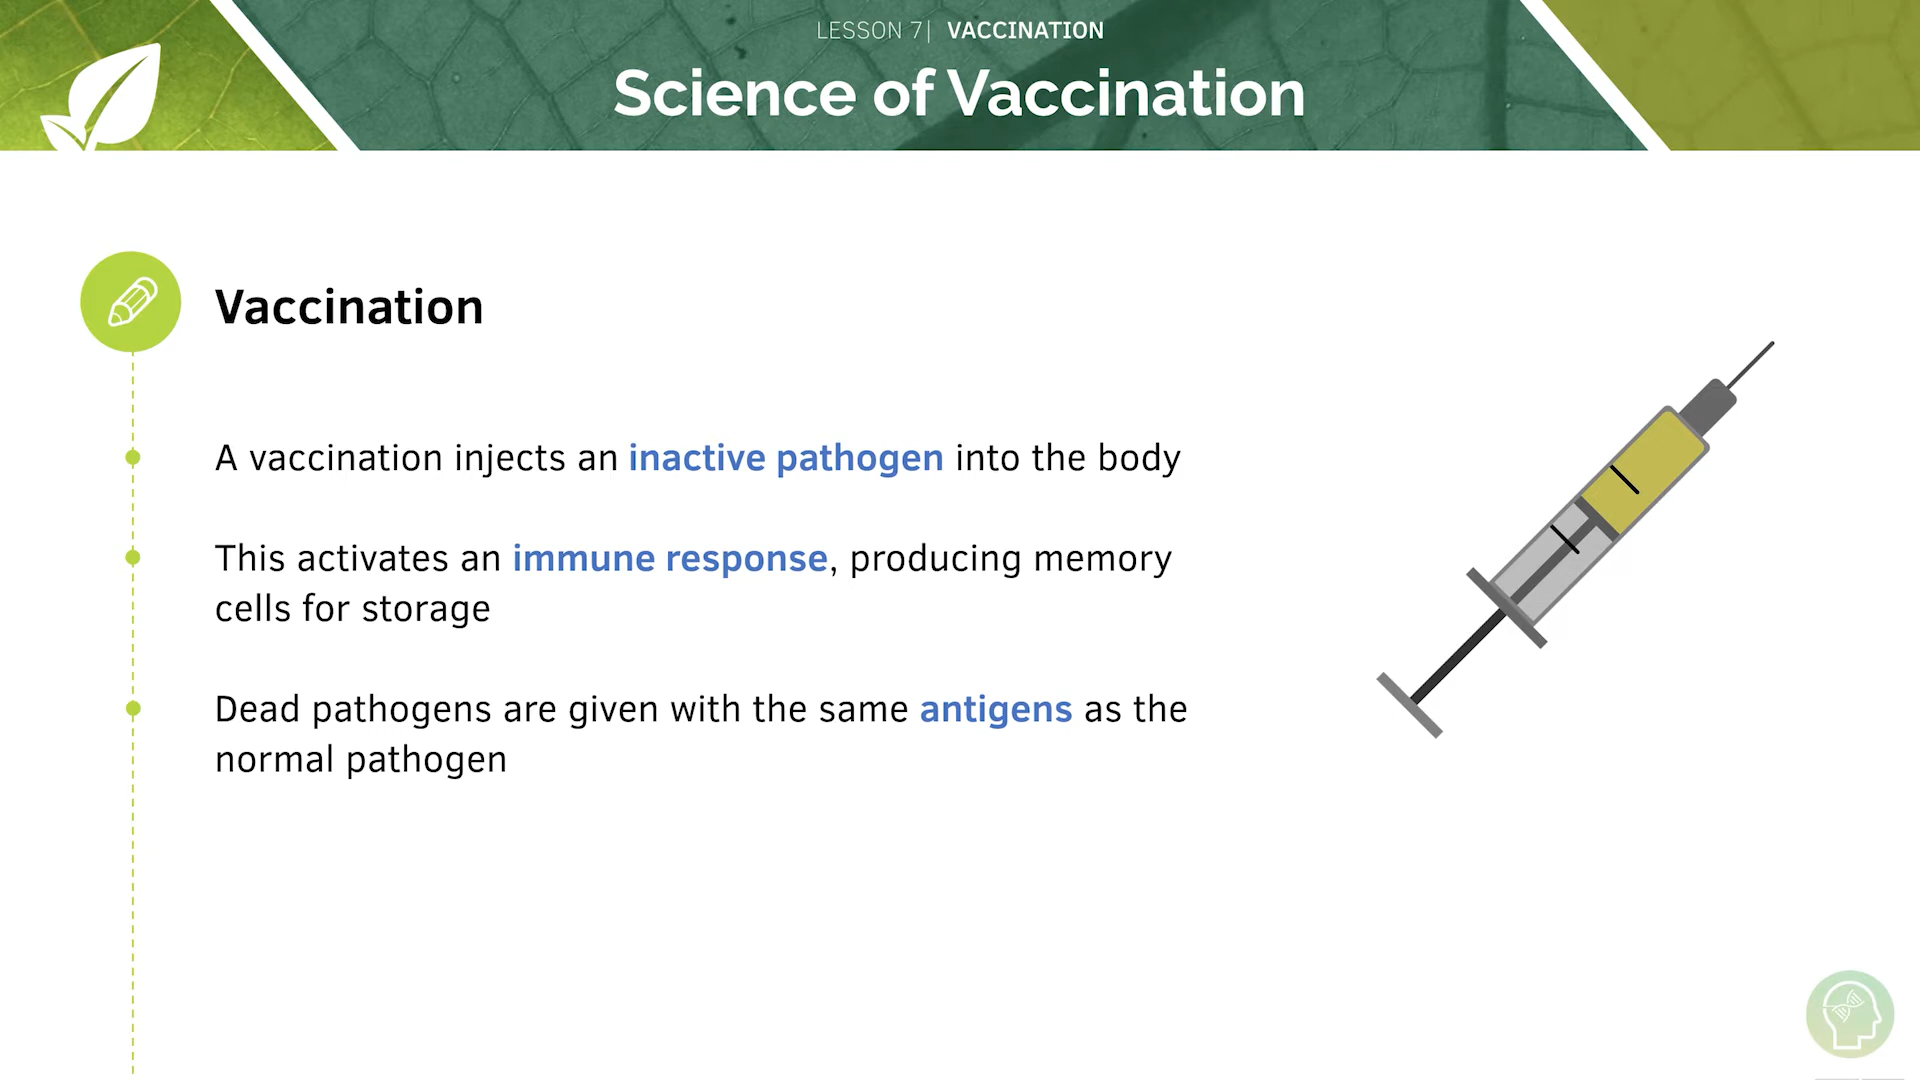 LESSON 7| VACCINATION
Science of Vaccination
Vaccination
A vaccination injects an inactive pathogen into the body
This activates an immune response, producing memory
cells for storage
Dead pathogens are given with the same antigens as the
normal pathogen